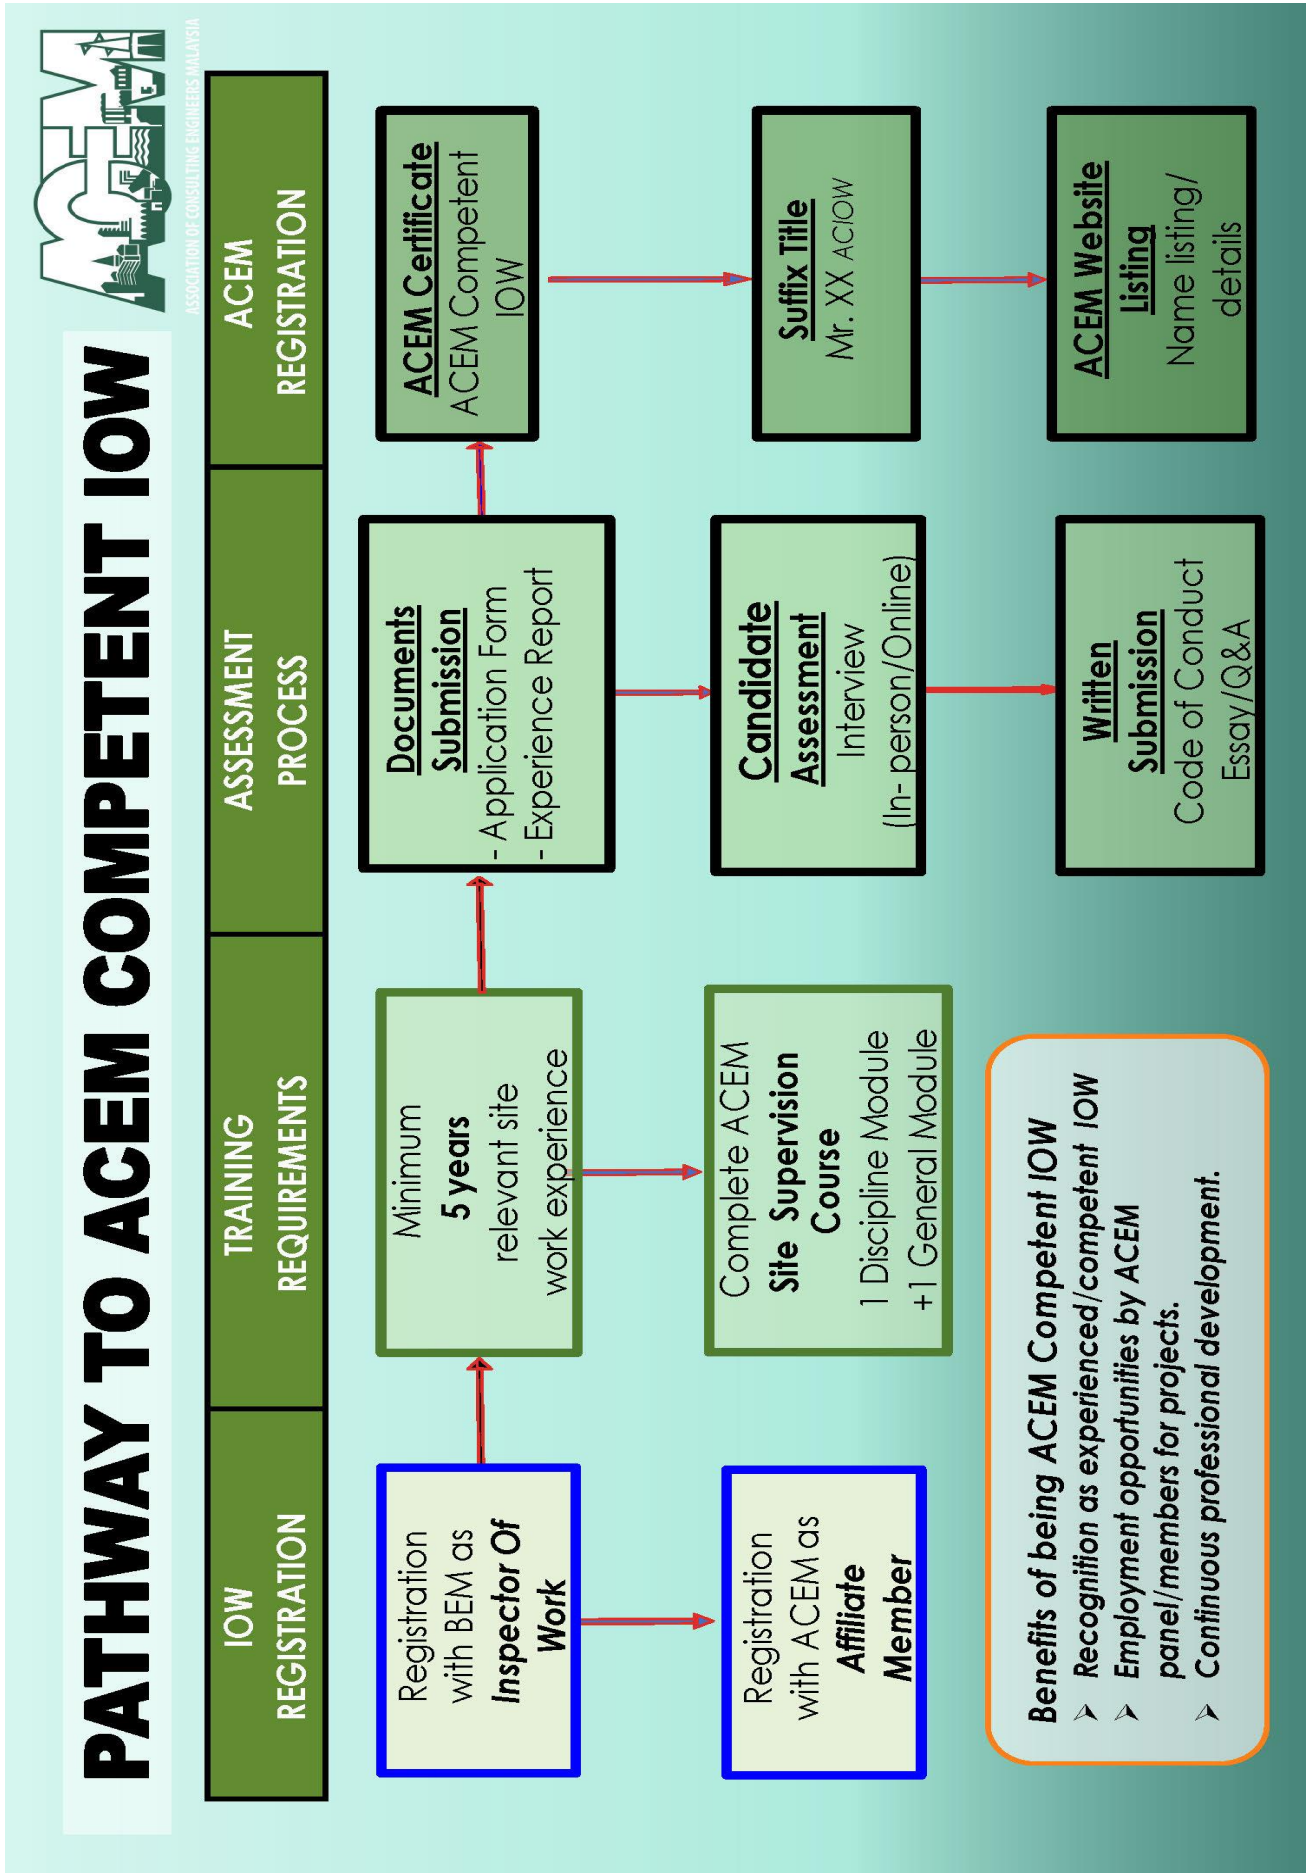 PATHWAY TO ACEM COMPETENT IOW
ACEM
ASSOCIATION OF CONSULTING ENGINEERS MALAYSIA
IOW
REGISTRATION
TRAINING
REQUIREMENTS
ASSESSMENT
PROCESS
ACEM
REGISTRATION
Registration
with BEM as
Inspector Of
Work
Registration
with ACEM as
Affiliate
Member
Minimum
5 years
relevant site
work experience
Complete ACEM
Site Supervision
Course
1 Discipline Module
+1 General Module
Documents
Submission
- Application Form
- Experience Report
Candidate
Assessment
Interview
(In- person/Online)
Written
Submission
Code of Conduct
Essay/Q&A
ACEM Certificate
ACEM Competent
IOW
Suffix Title
Mr. XX ACIOW
ACEM Website
Listing
Name listing/
details
Benefits of being ACEM Competent IOW
➢ Recognition as experienced/competent IOW
➢ Employment opportunities by ACEM
panel/members for projects.
➢ Continuous professional development.